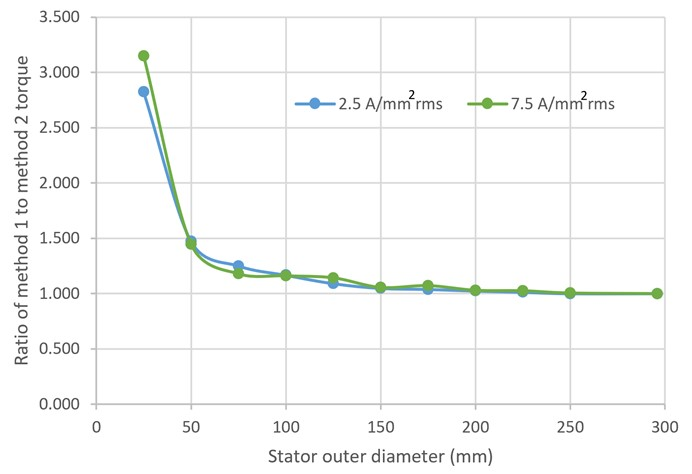 3.500
3.000
2.500
2.000
1.500
1.000
0.500
0.000
Ratio of method 1 to method 2 torque
2.5 A/mm² rms
7.5 A/mm² rms
0 50 100 150 200 250 300
Stator outer diameter (mm)